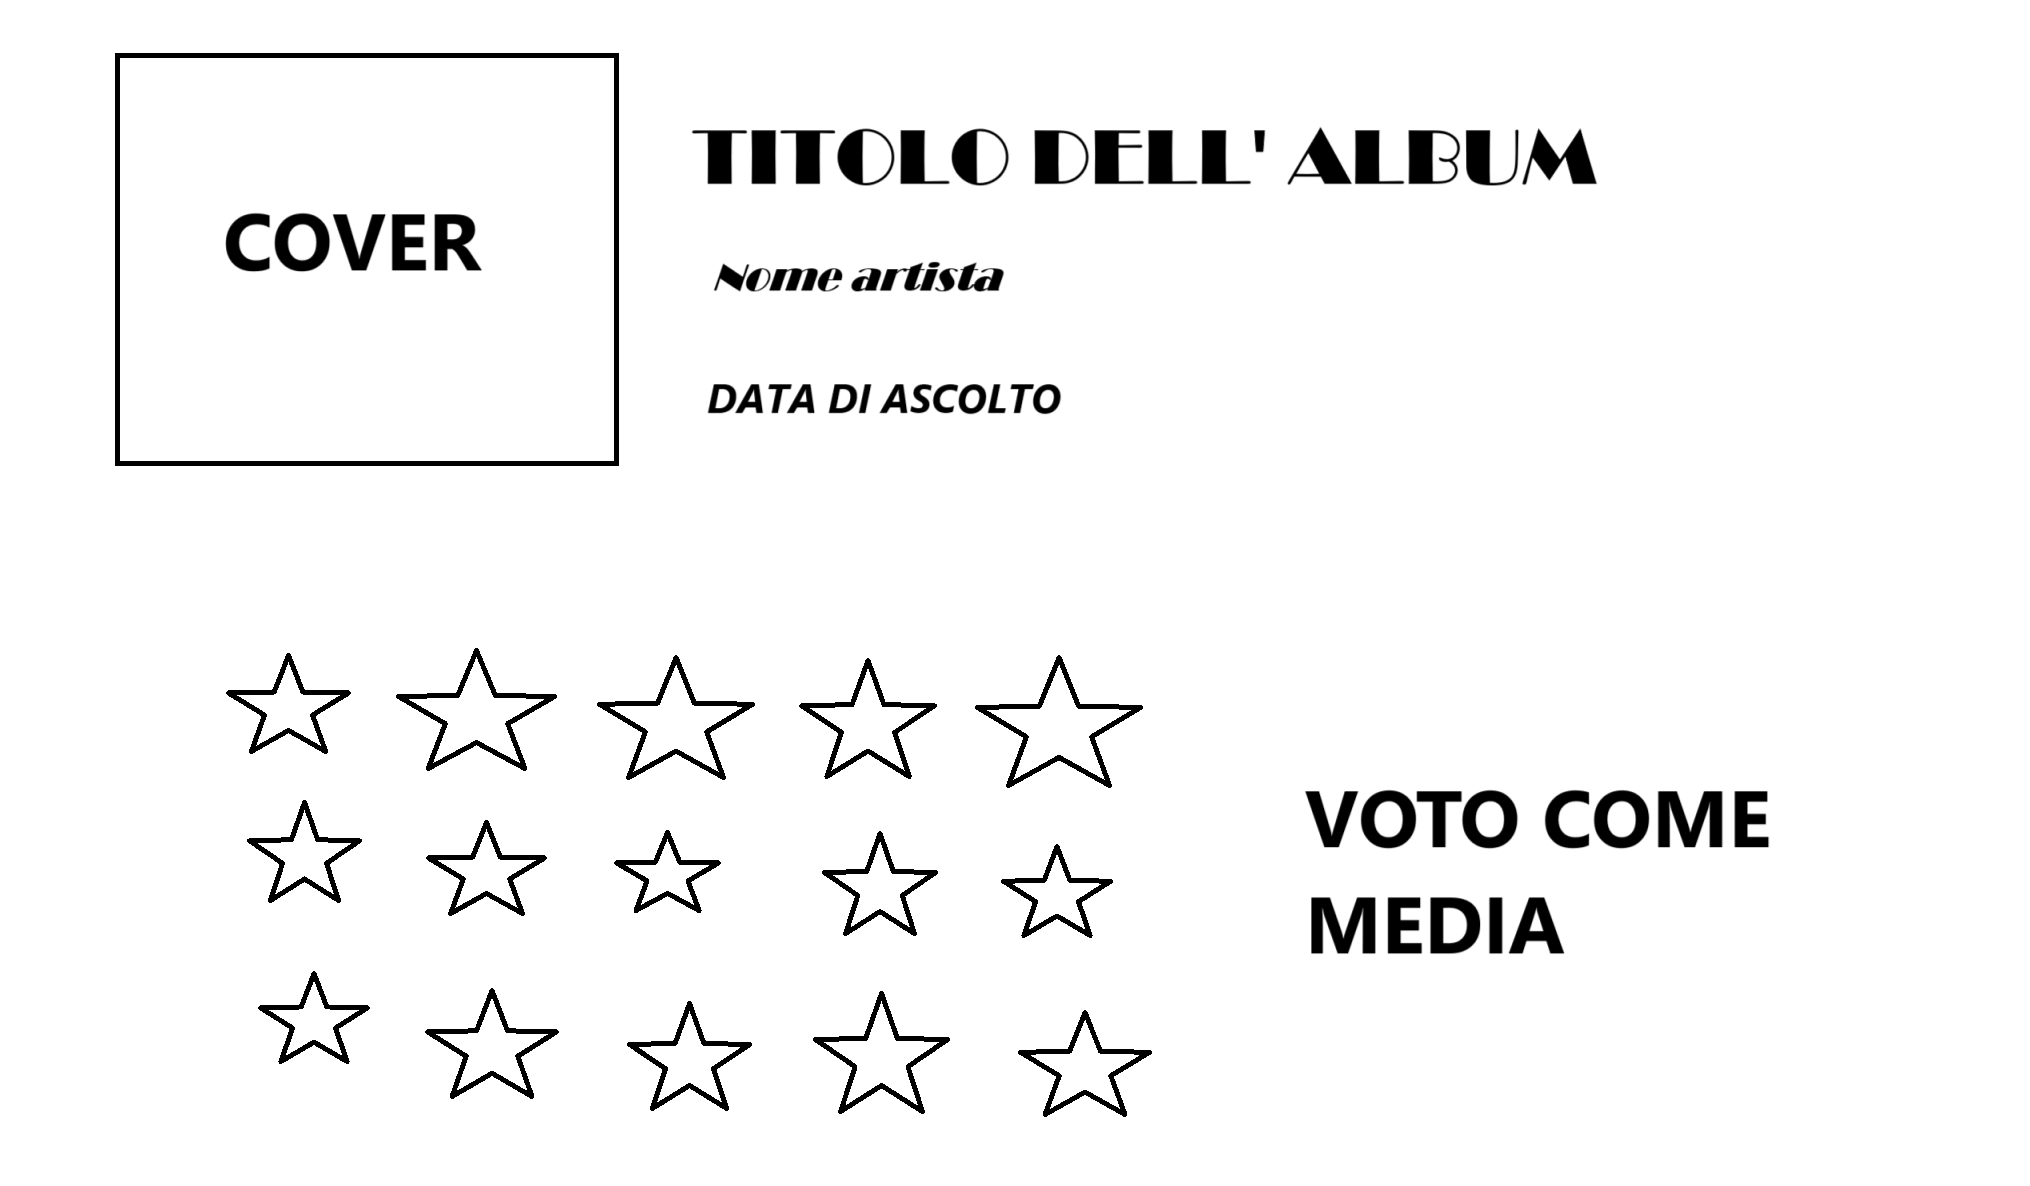 COVER
TITOLO DELL' ALBUM
Nome artista
DATA DI ASCOLTO
VOTO COME
MEDIA